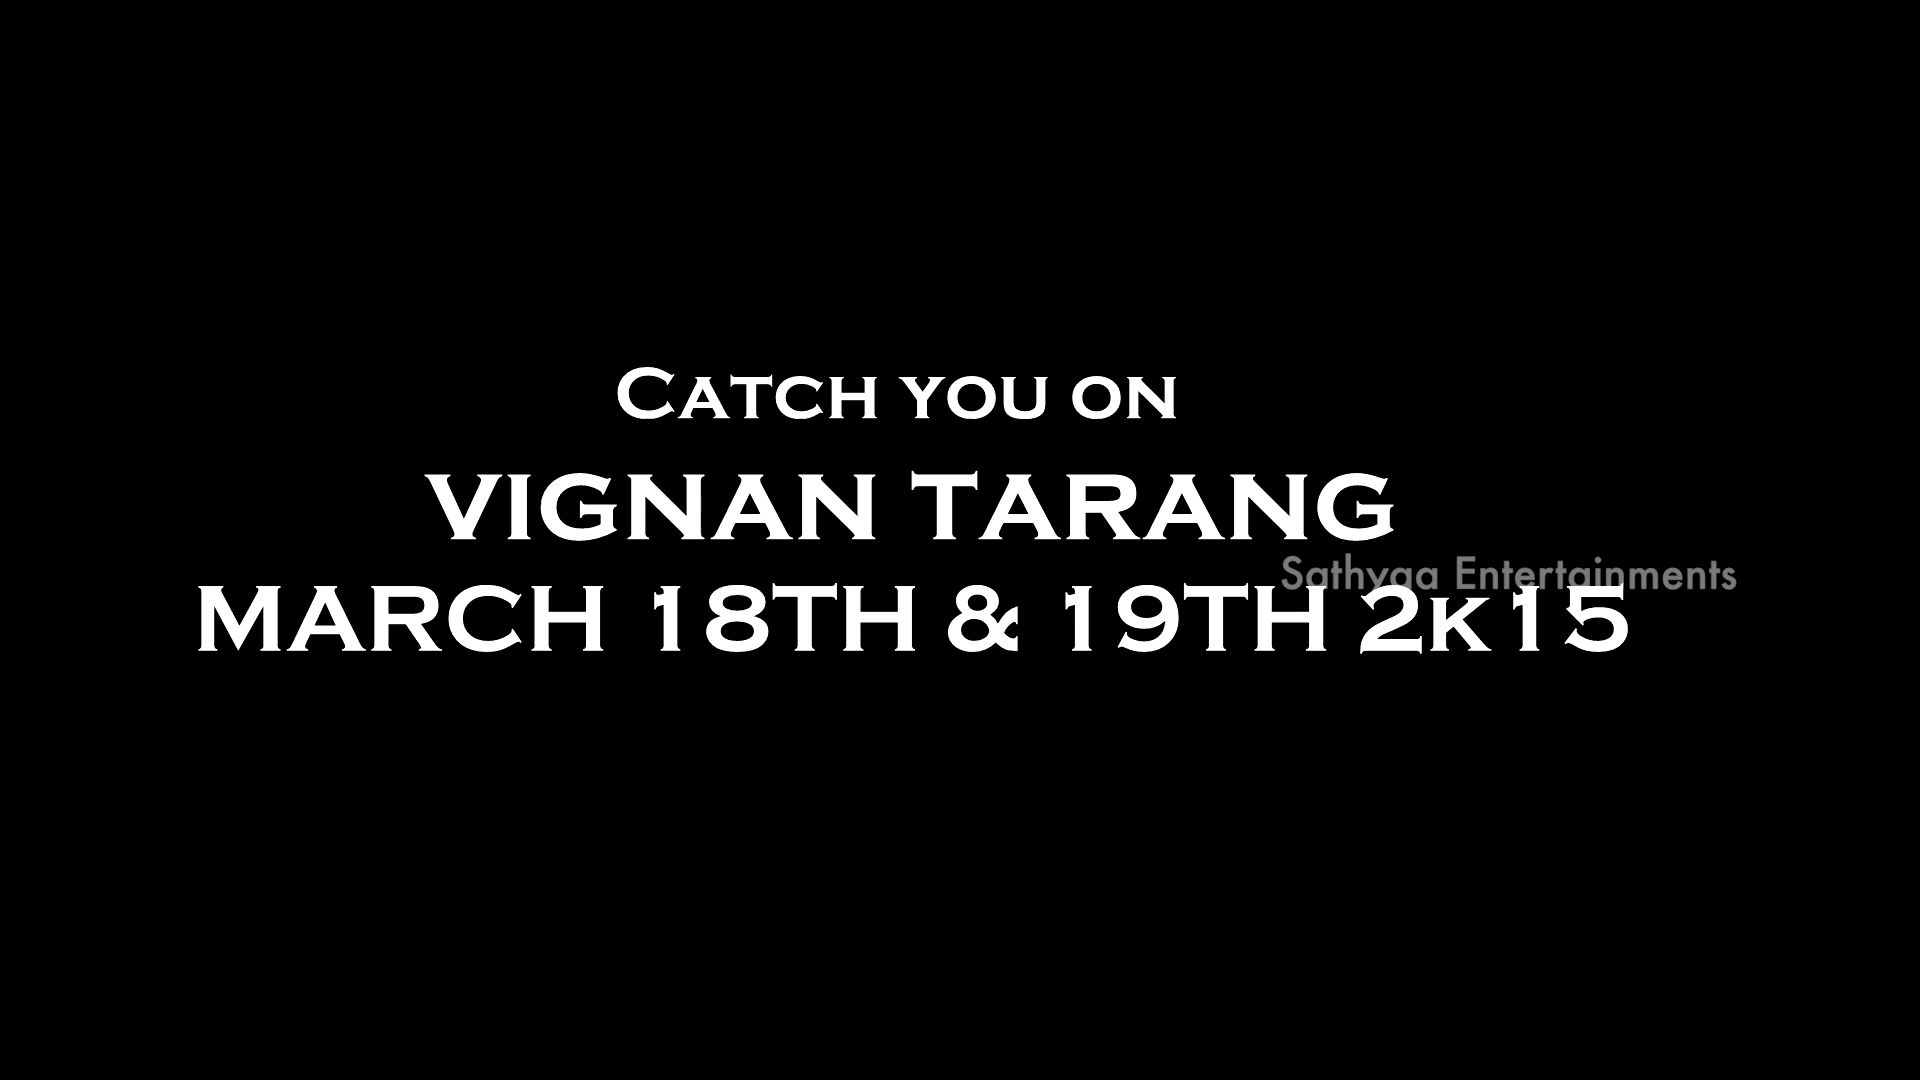 Catch you on
VIGNAN TARANG
Sathyaa Entertainments
MARCH 18TH & 19TH 2k15